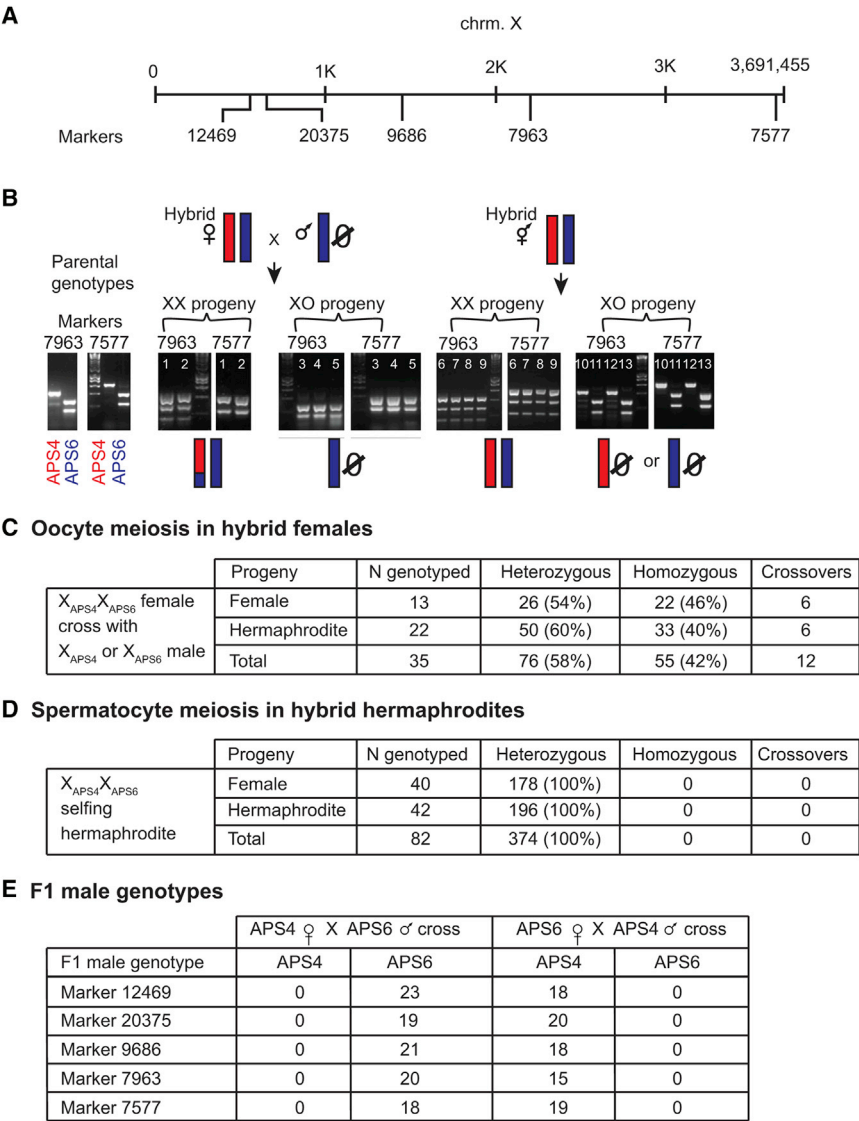 A
chrm. X
0 1K 2K 3K 3,691,455
Markers 12469 20375 9686 7963 7577
B
Hybrid ♀ X ♂ 0
Hybrid ⚥
Parental
genotypes
Markers
7963 7577
APS4 APS6 APS4 APS6
XX progeny XO progeny XX progeny XO progeny
7963 7577 7963 7577 7963 7577 7963 7577
1 2 1 2 3 4 5 3 4 5 6 7 8 9 6 7 8 9 10 11 12 13 10 11 12 13
0 0 or 0
C Oocyte meiosis in hybrid females
Progeny N genotyped Heterozygous Homozygous Crossovers
XAPS4XAPS6 female
cross with
XAPS4 or XAPS6 male
Female 13 26 (54%) 22 (46%) 6
Hermaphrodite 22 50 (60%) 33 (40%) 6
Total 35 76 (58%) 55 (42%) 12
D Spermatocyte meiosis in hybrid hermaphrodites
Progeny N genotyped Heterozygous Homozygous Crossovers
XAPS4XAPS6
selfing
hermaphrodite
Female 40 178 (100%) 0 0
Hermaphrodite 42 196 (100%) 0 0
Total 82 374 (100%) 0 0
E F1 male genotypes
APS4 ♀ X APS6 ♂ cross APS6 ♀ X APS4 ♂ cross
F1 male genotype APS4 APS6 APS4 APS6
Marker 12469 0 23 18 0
Marker 20375 0 19 20 0
Marker 9686 0 21 18 0
Marker 7963 0 20 15 0
Marker 7577 0 18 19 0